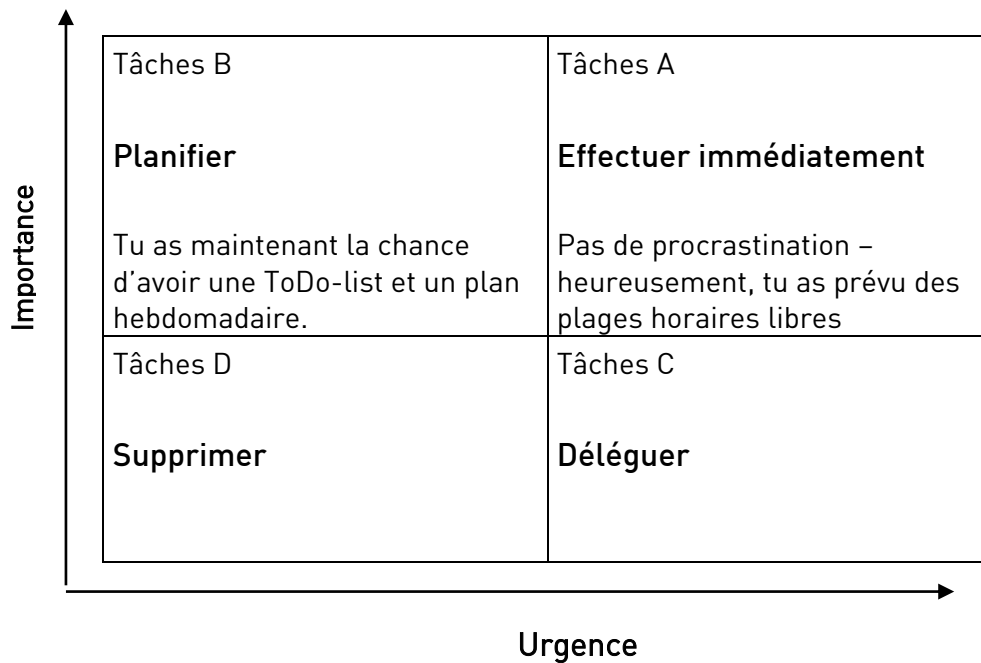 Tâches B
Planifier
Tu as maintenant la chance
d'avoir une ToDo-list et un plan
hebdomadaire.
Tâches A
Effectuer immédiatement
Pas de procrastination –
heureusement, tu as prévu des
plages horaires libres
Tâches D
Supprimer
Tâches C
Déléguer
Importance
Urgence